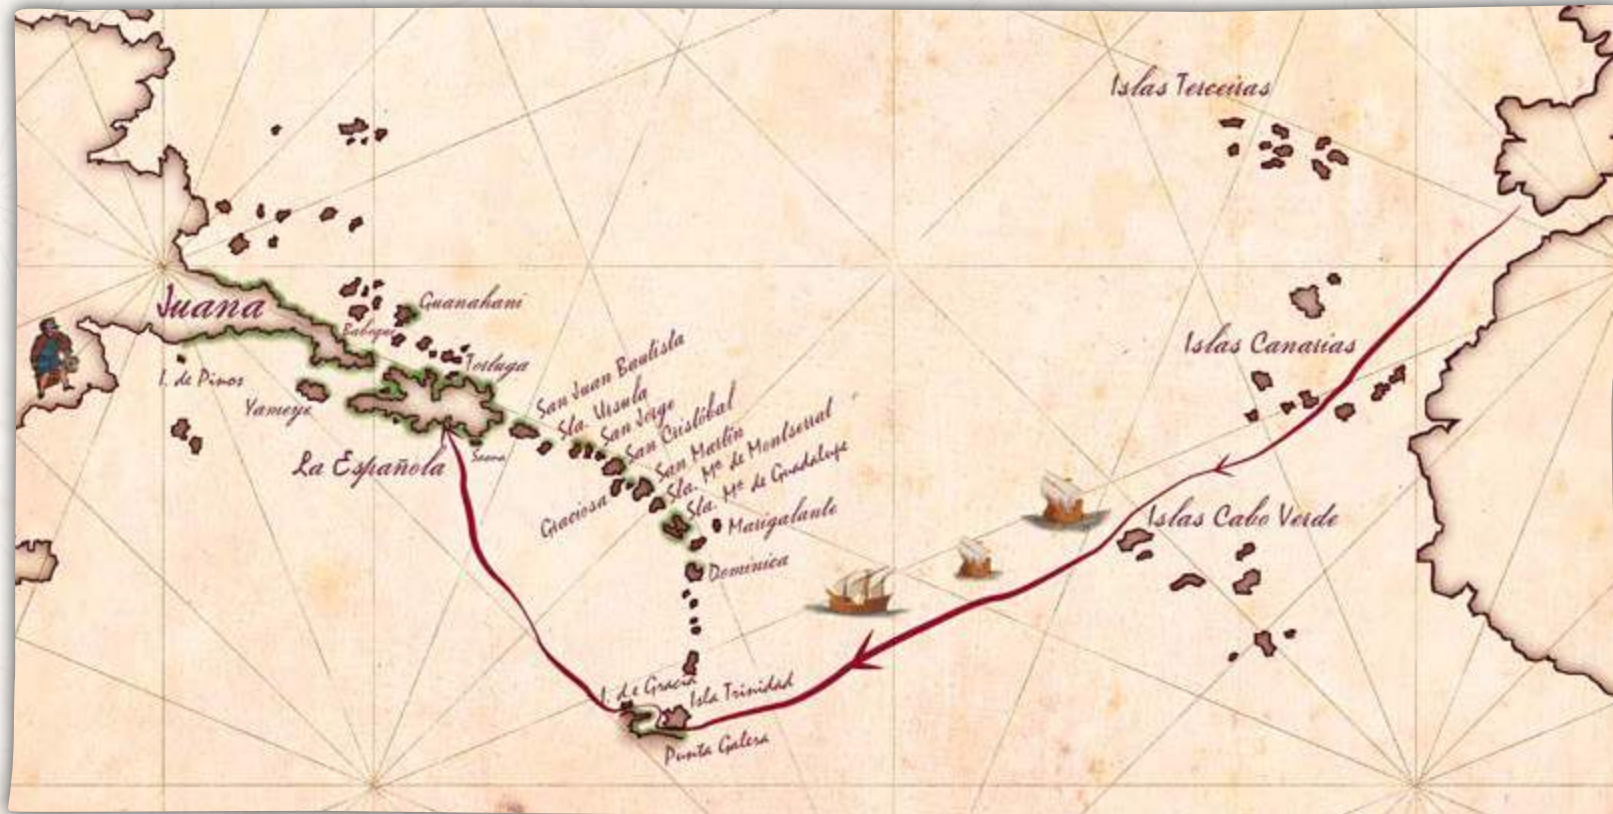 Islas Terceiras
Guanahani
Juana
Babeque
Tortuga
I. de Pinos
Yameye
La Española
Saona
San Juan Bautista
Sta. Ursula
San Jorge
San Cristóbal
San Martín
Sta. Mª de Montserrat
Sta. Mª de Guadalupe
Graciosa
Marigalante
Dominica
Islas Canarias
Islas Cabo Verde
I. de Gracia
Isla Trinidad
Punta Galera